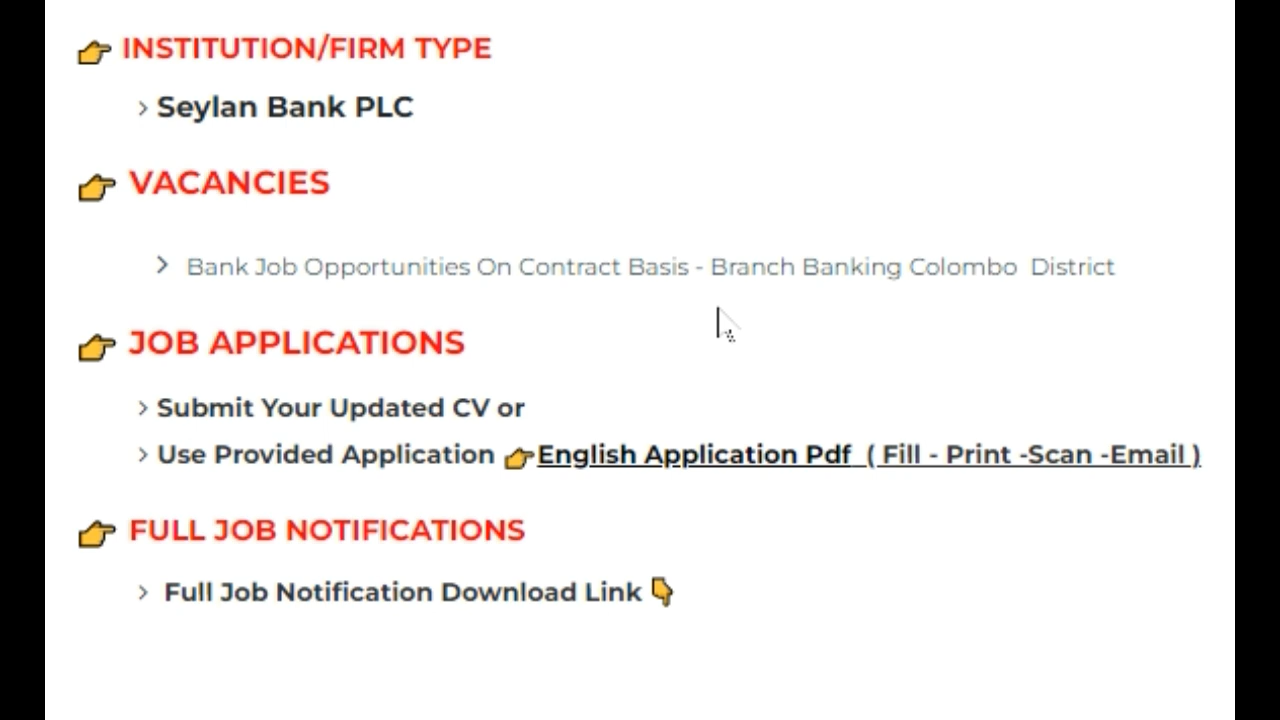 👉 INSTITUTION/FIRM TYPE
› Seylan Bank PLC
👉 VACANCIES
› Bank Job Opportunities On Contract Basis - Branch Banking Colombo District
👉 JOB APPLICATIONS
› Submit Your Updated CV or
› Use Provided Application 👉English Application Pdf ( Fill - Print -Scan -Email )
👉 FULL JOB NOTIFICATIONS
› Full Job Notification Download Link 👇